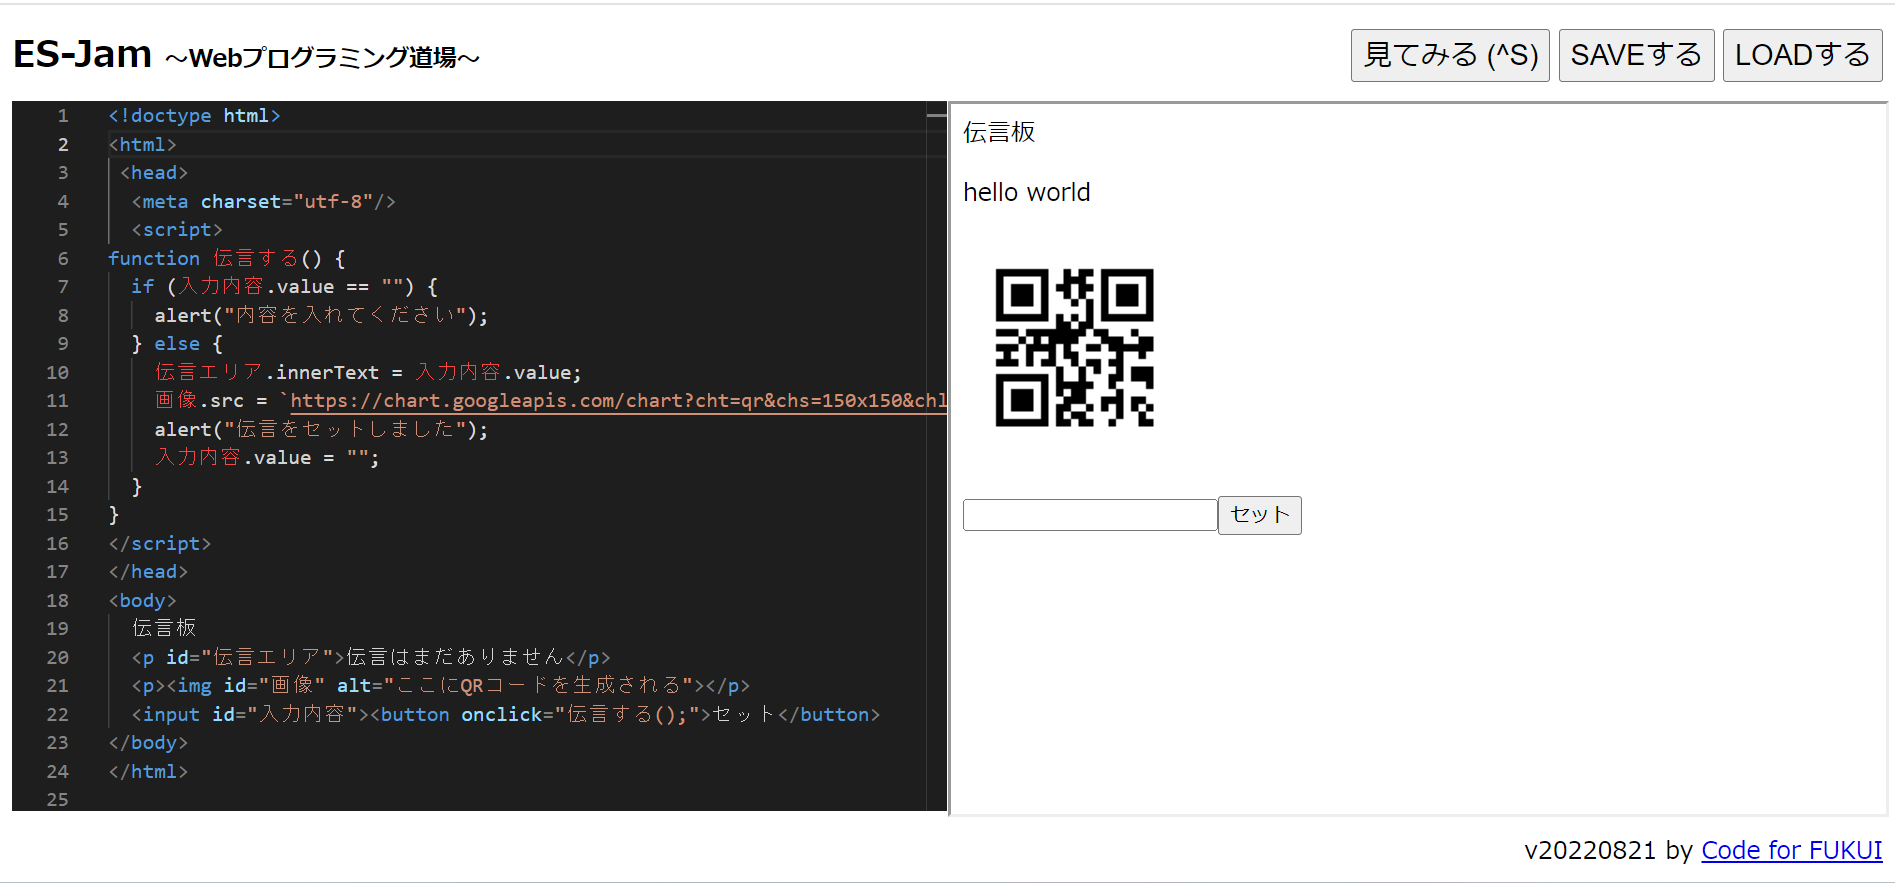 ES-Jam ～Webプログラミング道場～
見てみる (^S) SAVEする LOADする
1 <!doctype html>
2 <html>
3 <head>
4 <meta charset="utf-8"/>
5 <script>
6 function 伝言する() {
7 if (入力内容.value == "") {
8 alert("内容を入れてください");
9 } else {
10 伝言エリア.innerText = 入力内容.value;
11 画像.src = `https://chart.googleapis.com/chart?cht=qr&chs=150x150&chl
12 alert("伝言をセットしました");
13 入力内容.value = "";
14 }
15 }
16 </script>
17 </head>
18 <body>
19 伝言板
20 <p id="伝言エリア">伝言はまだありません</p>
21 <p><img id="画像" alt="ここにQRコードを生成される"></p>
22 <input id="入力内容"><button onclick="伝言する();">セット</button>
23 </body>
24 </html>
25
伝言板
hello world
セット
v20220821 by Code for FUKUI